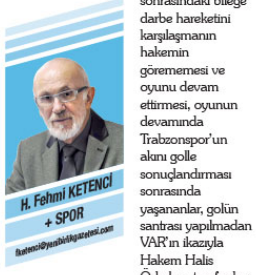 sonrasındaki bileğe
darbe hareketini
karşılaşmanın
hakemin
görememesi ve
oyunu devam
ettirmesi, oyunun
devamında
Trabzonspor'un
akını golle
sonuçlandırması
sonrasında
yaşananlar, golün
santrası yapılmadan
VAR'ın ikazıyla
Hakem Halis
H. Fehmi KETENCİ
+ SPOR
fketenci@yenibirlikgazetesi.com